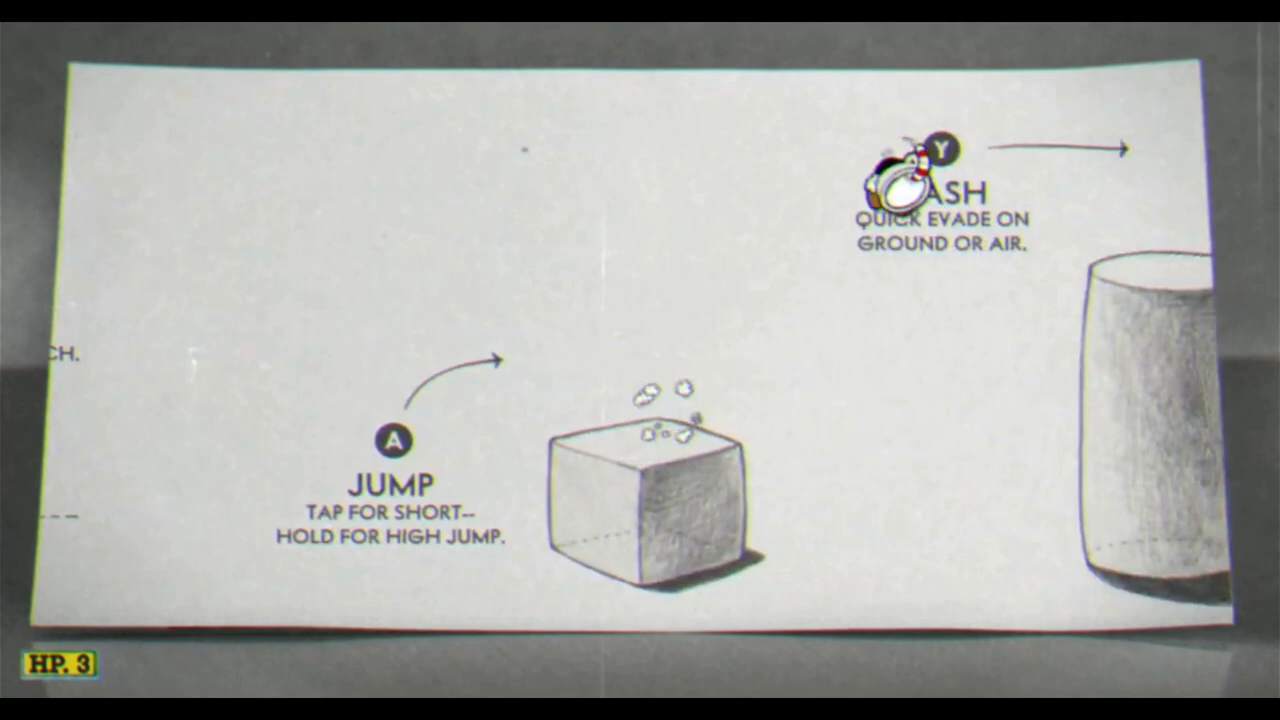 CH.
A
JUMP
TAP FOR SHORT--
HOLD FOR HIGH JUMP.
Y
ASH
QUICK EVADE ON
GROUND OR AIR.
HP. 3